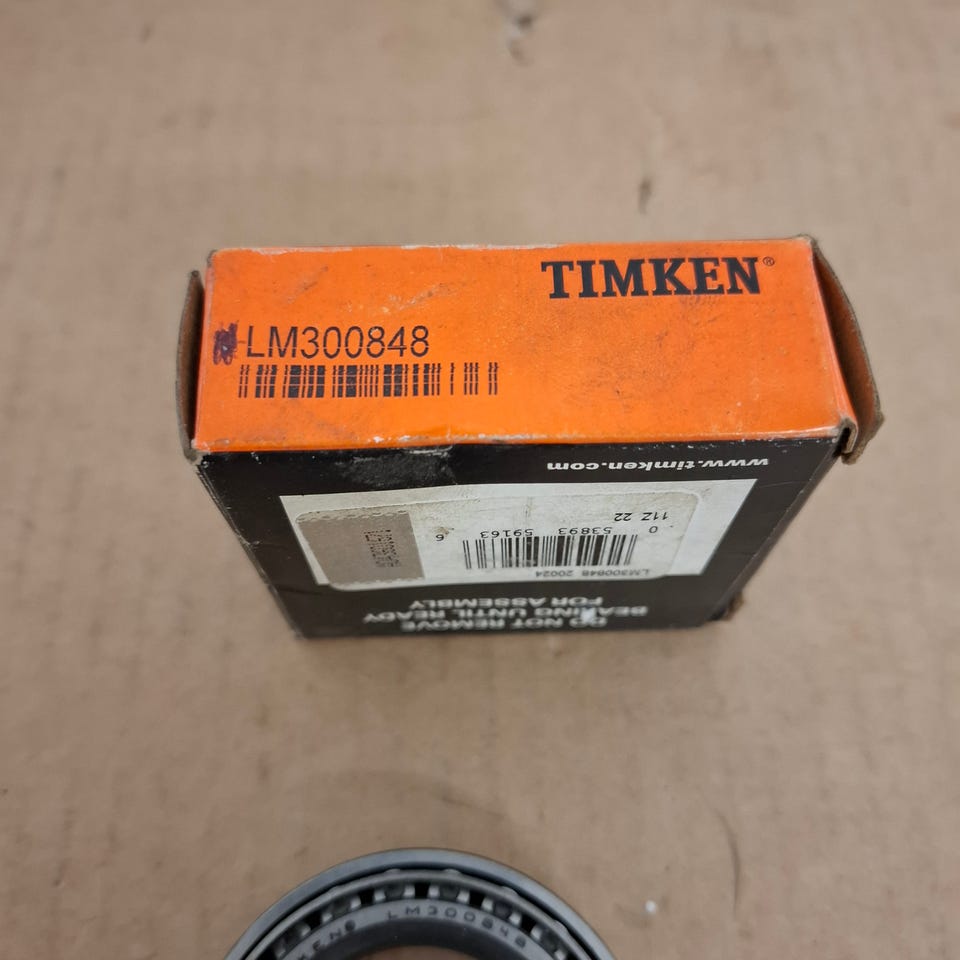 TIMKEN®
LM300848
www.timken.com
11Z 22
0 53893 59163 6
LM300848 20024
DO NOT REMOVE
BEARING UNTIL READY
FOR ASSEMBLY
LM300848